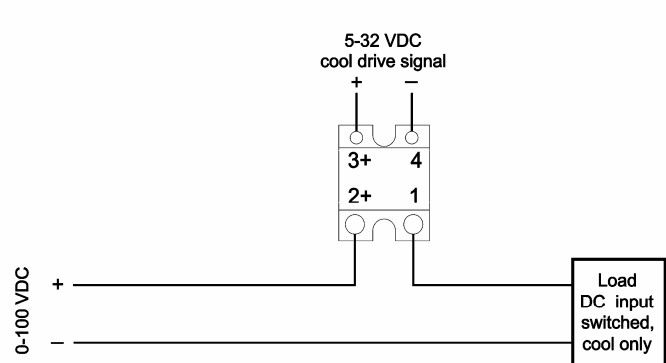 5-32 VDC
cool drive signal
+ –
3+ 4
2+ 1
0-100 VDC
+
–
Load
DC input
switched,
cool only